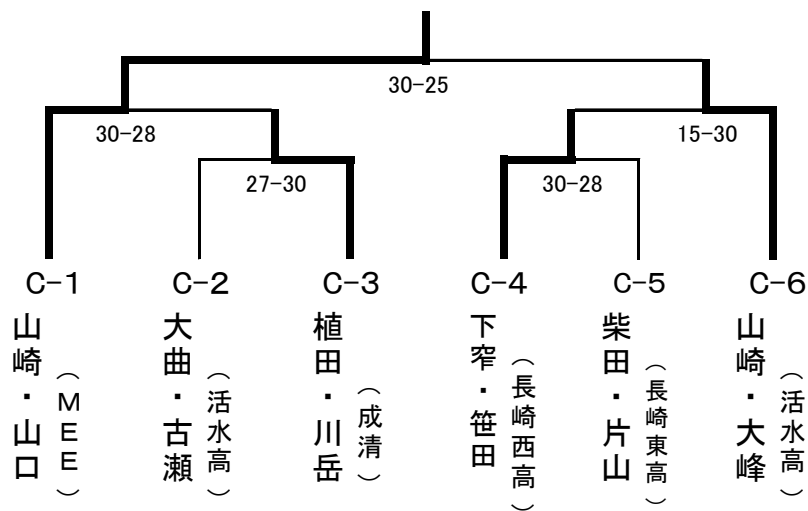 30-25
30-28
15-30
27-30
30-28
C-1
C-2
C-3
C-4
C-5
C-6
山崎・山口
（MEE）
大曲・古瀬
（活水高）
植田・川岳
（成清）
下窄・笹田
（長崎西高）
柴田・片山
（長崎東高）
山崎・大峰
（活水高）